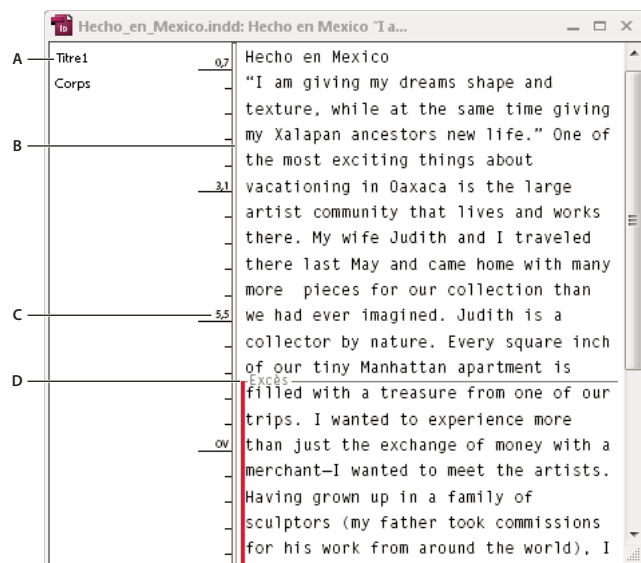 Hecho_en_Mexico.indd: Hecho en Mexico “I a...
A
Titre1
Corps
B
C
D
0,7
3,1
5,5
OV
Hecho en Mexico
“I am giving my dreams shape and
texture, while at the same time giving
my Xalapan ancestors new life.” One of
the most exciting things about
vacationing in Oaxaca is the large
artist community that lives and works
there. My wife Judith and I traveled
there last May and came home with many
more pieces for our collection than
we had ever imagined. Judith is a
collector by nature. Every square inch
of our tiny Manhattan apartment is
Excès
filled with a treasure from one of our
trips. I wanted to experience more
than just the exchange of money with a
merchant—I wanted to meet the artists.
Having grown up in a family of
sculptors (my father took commissions
for his work from around the world), I